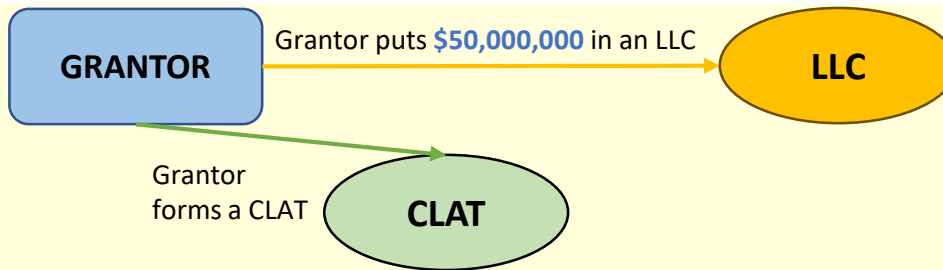 GRANTOR
Grantor puts $50,000,000 in an LLC
LLC
Grantor
forms a CLAT
CLAT